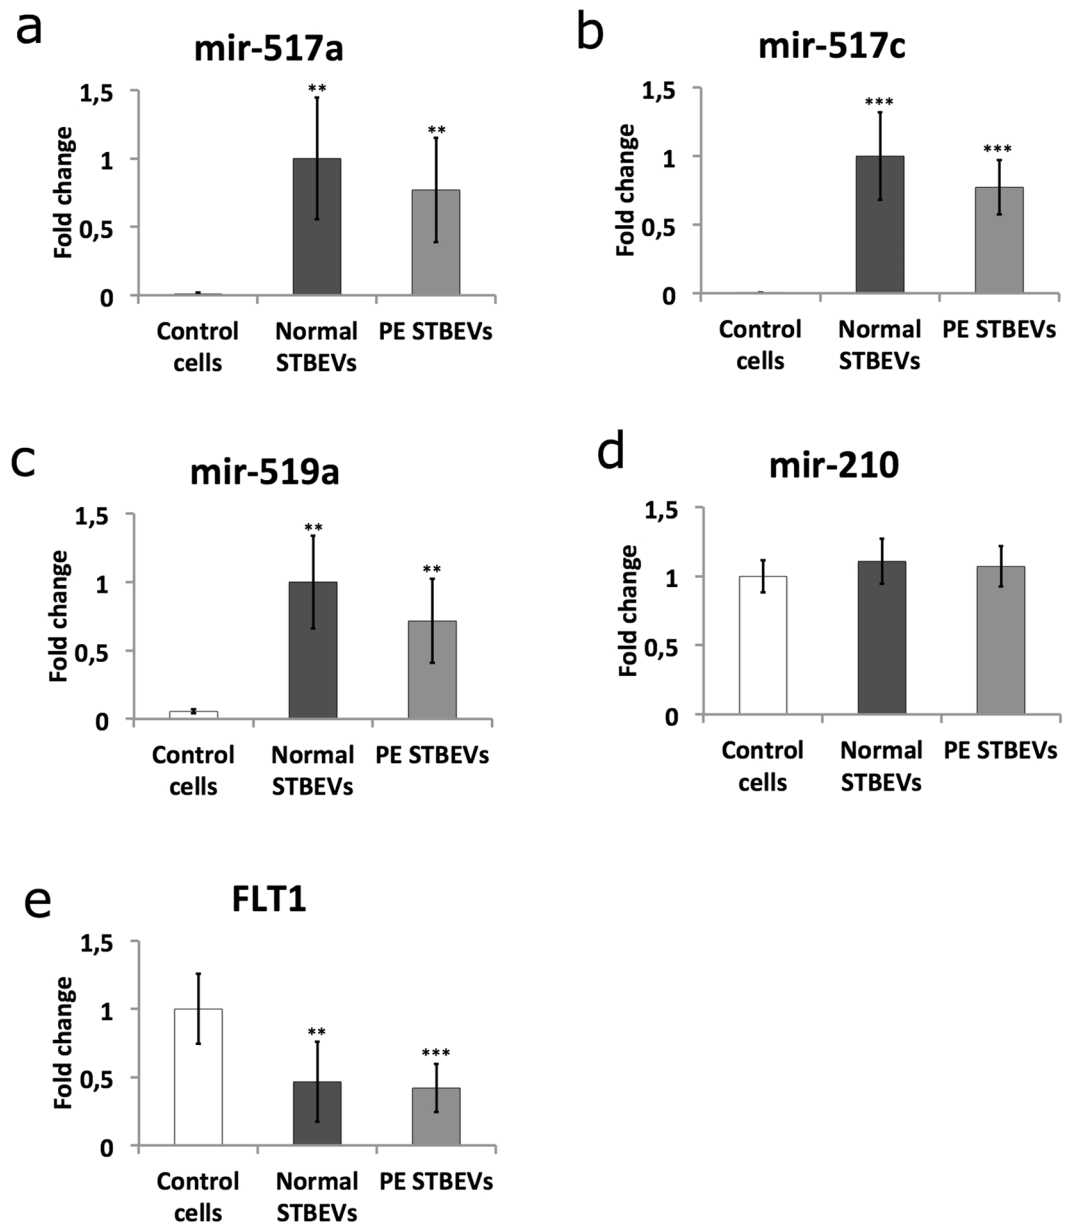 a
mir-517a
Fold change
1,5
1
0,5
0
**
**
Control cells
Normal STBEVs
PE STBEVs
b
mir-517c
Fold change
1,5
1
0,5
0
***
***
Control cells
Normal STBEVs
PE STBEVs
c
mir-519a
Fold change
1,5
1
0,5
0
**
**
Control cells
Normal STBEVs
PE STBEVs
d
mir-210
Fold change
1,5
1
0,5
0
Control cells
Normal STBEVs
PE STBEVs
e
FLT1
Fold change
1,5
1
0,5
0
**
***
Control cells
Normal STBEVs
PE STBEVs